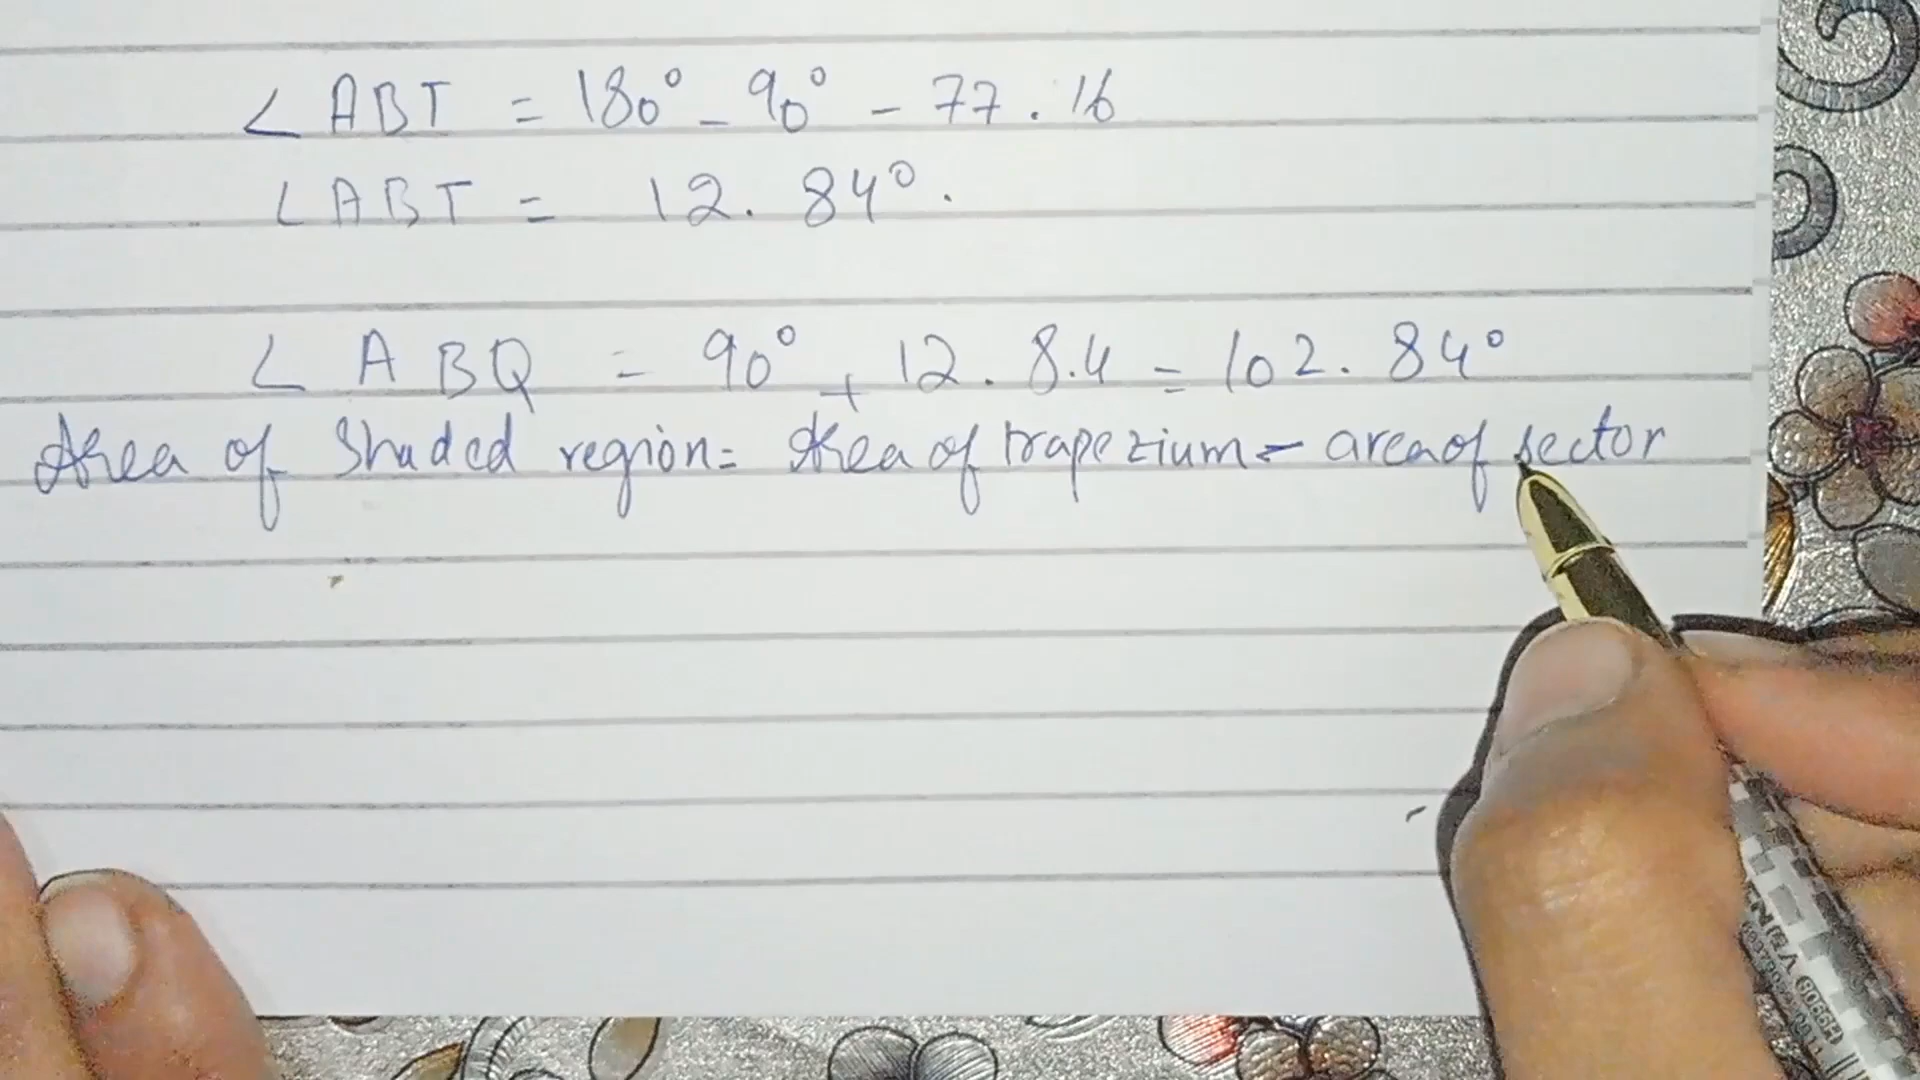 ∠ ABT = 180° - 90° - 77.16
∠ ABT = 12.84°.
∠ ABQ = 90° + 12.8.4 = 102.84°
Area of Shaded region = Area of trapezium - area of sector